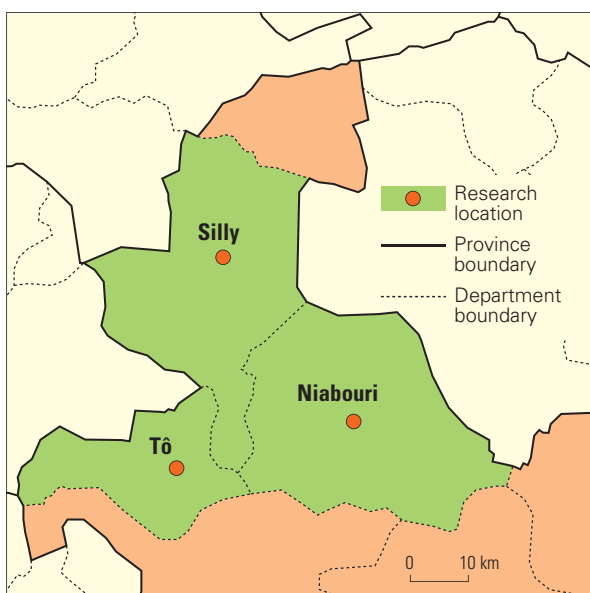 Silly
Research
location
Province
boundary
Department
boundary
Niabouri
Tô
0 10 km